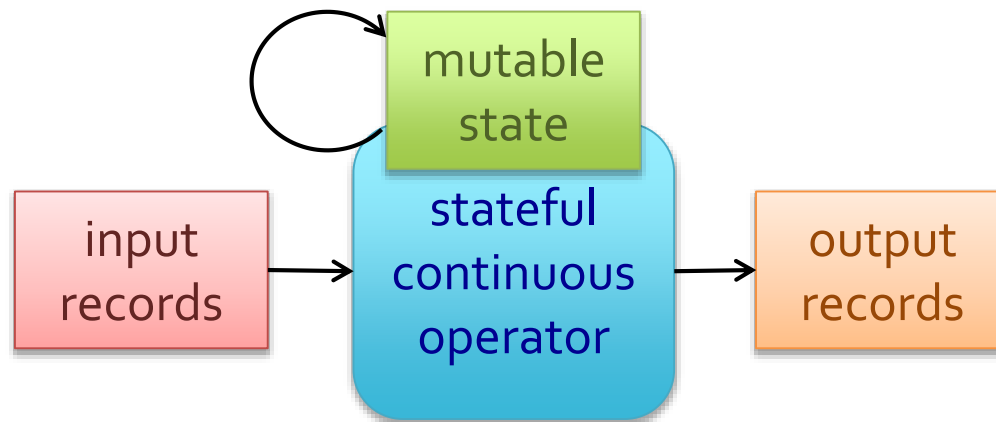 mutable
state
input
records
stateful
continuous
operator
output
records